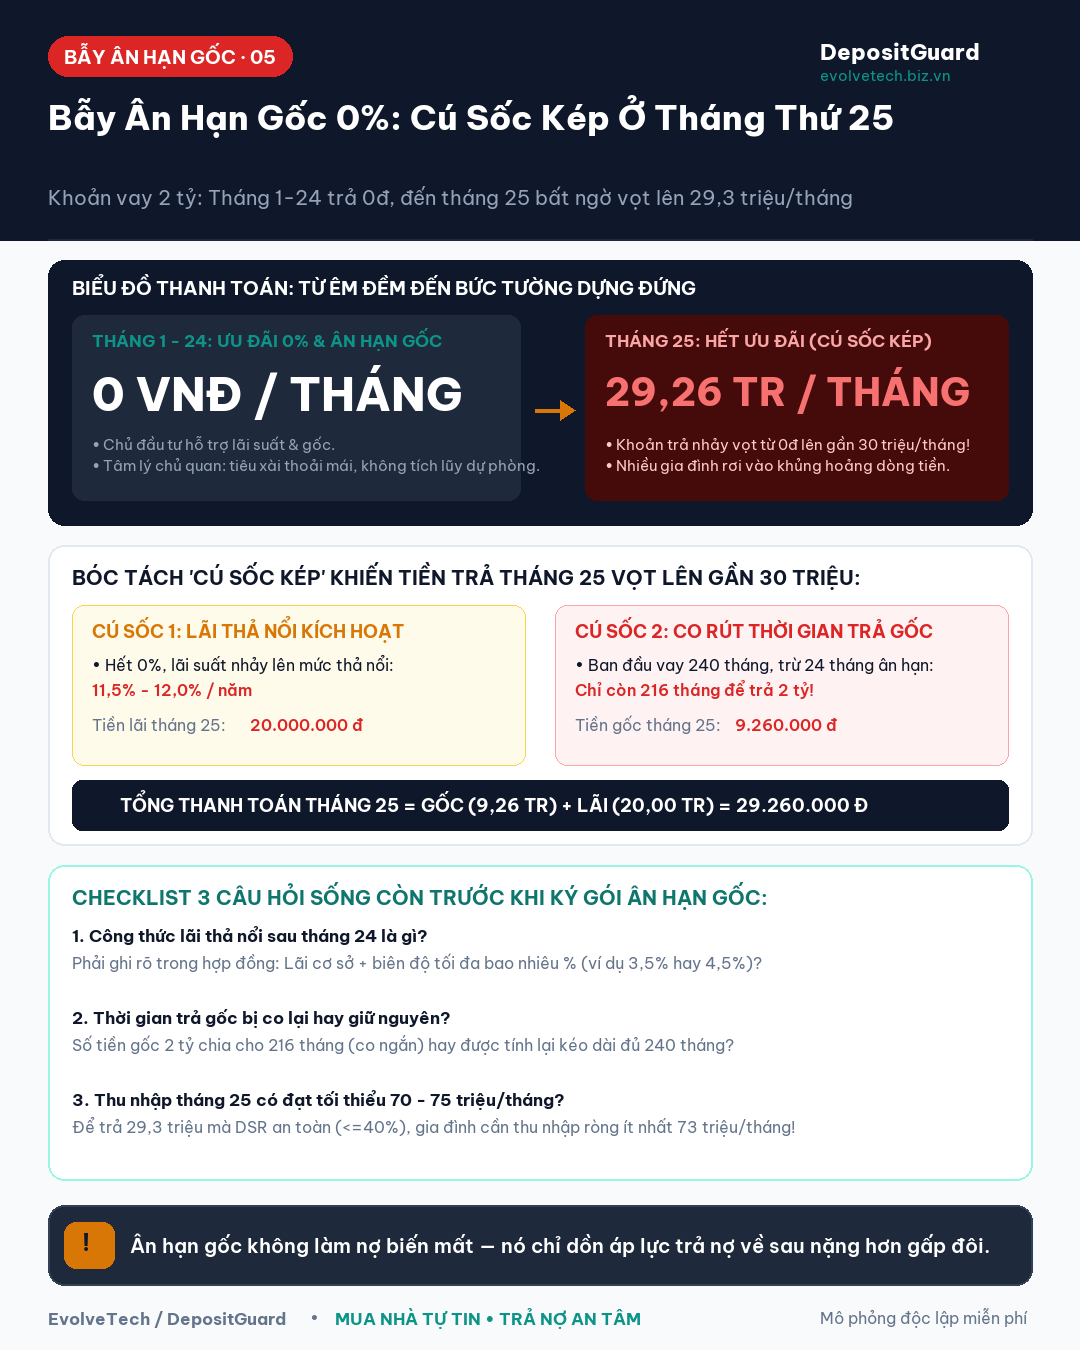 BẪY ÂN HẠN GỐC · 05
DepositGuard
evolvetech.biz.vn
Bẫy Ân Hạn Gốc 0%: Cú Sốc Kép Ở Tháng Thứ 25
Khoản vay 2 tỷ: Tháng 1-24 trả 0đ, đến tháng 25 bất ngờ vọt lên 29,3 triệu/tháng
BIỂU ĐỒ THANH TOÁN: TỪ ÊM ĐỀM ĐẾN BỨC TƯỜNG DỰNG ĐỨNG
THÁNG 1 - 24: ƯU ĐÃI 0% & ÂN HẠN GỐC
0 VNĐ / THÁNG
• Chủ đầu tư hỗ trợ lãi suất & gốc.
• Tâm lý chủ quan: tiêu xài thoải mái, không tích lũy dự phòng.
THÁNG 25: HẾT ƯU ĐÃI (CÚ SỐC KÉP)
29,26 TR / THÁNG
• Khoản trả nhảy vọt từ 0đ lên gần 30 triệu/tháng!
• Nhiều gia đình rơi vào khủng hoảng dòng tiền.
BÓC TÁCH 'CÚ SỐC KÉP' KHIẾN TIỀN TRẢ THÁNG 25 VỌT LÊN GẦN 30 TRIỆU:
CÚ SỐC 1: LÃI THẢ NỔI KÍCH HOẠT
• Hết 0%, lãi suất nhảy lên mức thả nổi:
11,5% - 12,0% / năm
Tiền lãi tháng 25: 20.000.000 đ
CÚ SỐC 2: CO RÚT THỜI GIAN TRẢ GỐC
• Ban đầu vay 240 tháng, trừ 24 tháng ân hạn:
Chỉ còn 216 tháng để trả 2 tỷ!
Tiền gốc tháng 25: 9.260.000 đ
TỔNG THANH TOÁN THÁNG 25 = GỐC (9,26 TR) + LÃI (20,00 TR) = 29.260.000 Đ
CHECKLIST 3 CÂU HỎI SỐNG CÒN TRƯỚC KHI KÝ GÓI ÂN HẠN GỐC:
1. Công thức lãi thả nổi sau tháng 24 là gì?
Phải ghi rõ trong hợp đồng: Lãi cơ sở + biên độ tối đa bao nhiêu % (ví dụ 3,5% hay 4,5%)?
2. Thời gian trả gốc bị co lại hay giữ nguyên?
Số tiền gốc 2 tỷ chia cho 216 tháng (co ngắn) hay được tính lại kéo dài đủ 240 tháng?
3. Thu nhập tháng 25 có đạt tối thiểu 70 - 75 triệu/tháng?
Để trả 29,3 triệu mà DSR an toàn (<=40%), gia đình cần thu nhập ròng ít nhất 73 triệu/tháng!
! Ân hạn gốc không làm nợ biến mất — nó chỉ dồn áp lực trả nợ về sau nặng hơn gấp đôi.
EvolveTech / DepositGuard • MUA NHÀ TỰ TIN • TRẢ NỢ AN TÂM
Mô phỏng độc lập miễn phí